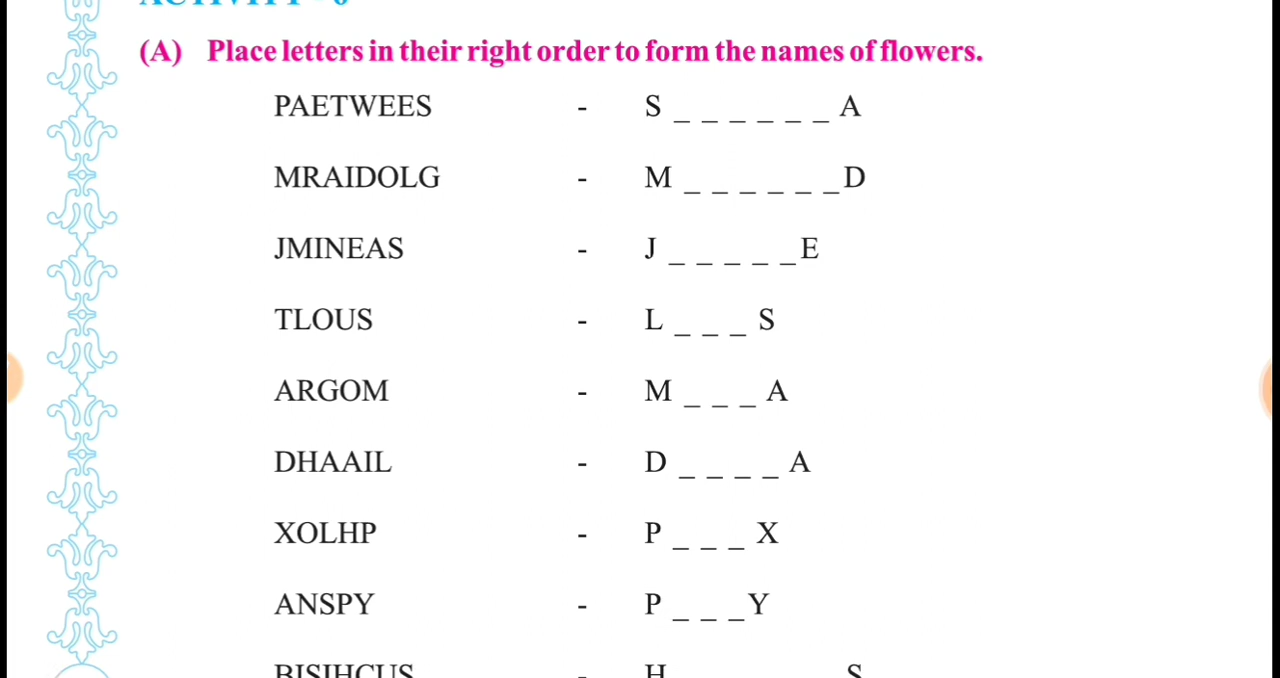 (A) Place letters in their right order to form the names of flowers.
PAETWEES - S _ _ _ _ _ _ A
MRAIDOLG - M _ _ _ _ _ _ D
JMINEAS - J _ _ _ _ _ E
TLOUS - L _ _ _ S
ARGOM - M _ _ _ A
DHAAIL - D _ _ _ _ A
XOLHP - P _ _ _ X
ANSPY - P _ _ _ Y
BISIHCUS - H S